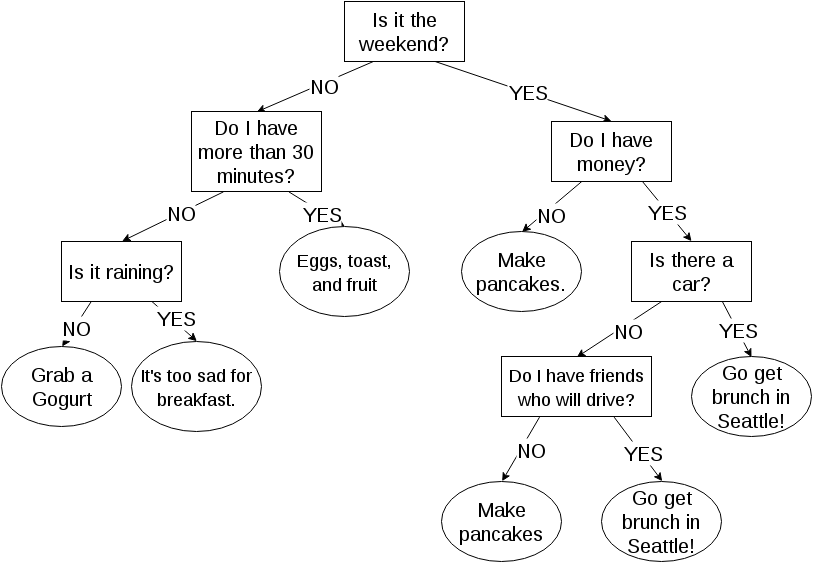 Is it the
weekend?
NO
YES
Do I have
more than 30
minutes?
Do I have
money?
NO
YES
NO
YES
Is it raining?
Eggs, toast,
and fruit
Make
pancakes.
Is there a
car?
NO
YES
NO
YES
Grab a
Gogurt
It's too sad for
breakfast.
Do I have friends
who will drive?
Go get
brunch in
Seattle!
NO
YES
Make
pancakes
Go get
brunch in
Seattle!